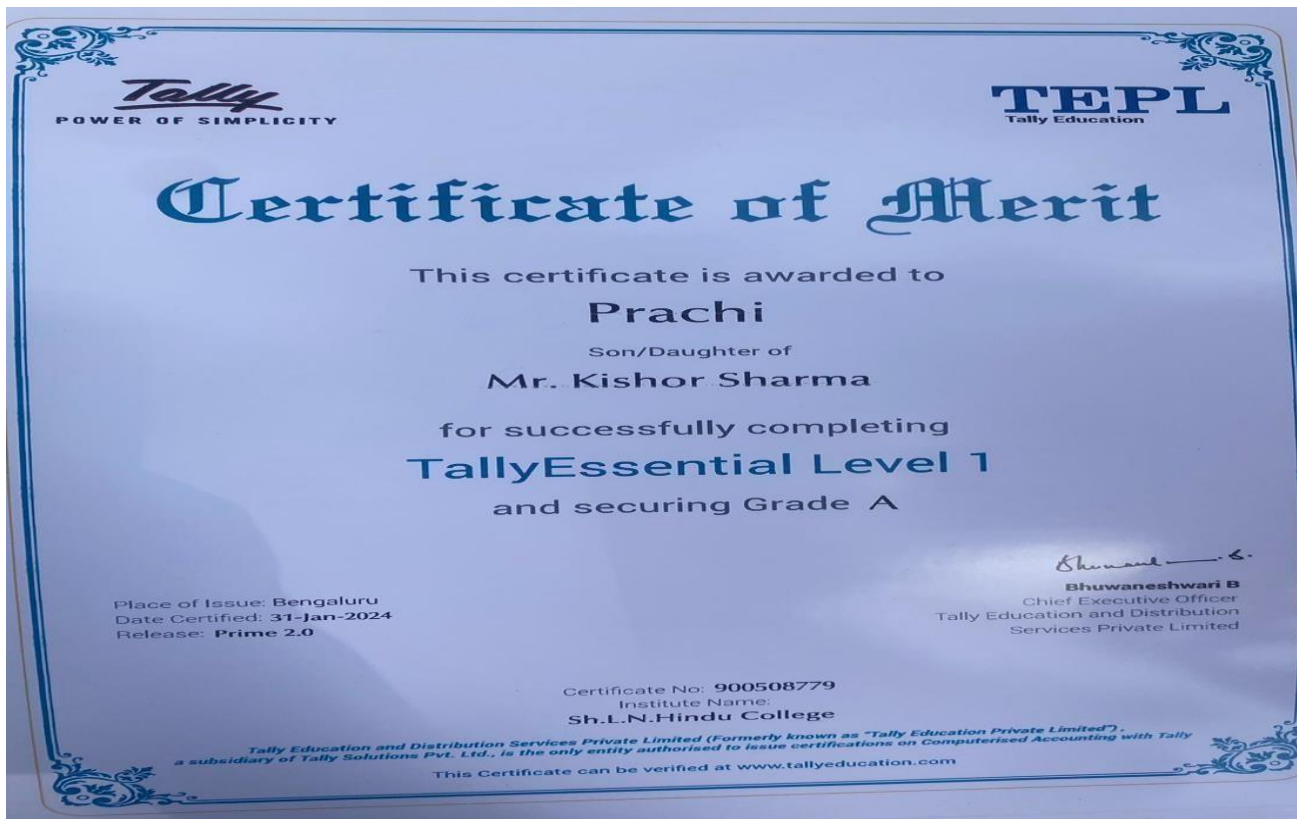 Tally
POWER OF SIMPLICITY
TEPL
Tally Education
Certificate of Merit
This certificate is awarded to
Prachi
Son/Daughter of
Mr. Kishor Sharma
for successfully completing
TallyEssential Level 1
and securing Grade A
Place of Issue: Bengaluru
Date Certified: 31-Jan-2024
Release: Prime 2.0
Bhuwaneshwari B
Chief Executive Officer
Tally Education and Distribution
Services Private Limited
Certificate No: 900508779
Institute Name:
Sh.L.N.Hindu College
Tally Education and Distribution Services Private Limited (Formerly known as "Tally Education Private Limited"),
a subsidiary of Tally Solutions Pvt. Ltd., is the only entity authorised to issue certifications on Computerised Accounting with Tally
This Certificate can be verified at www.tallyeducation.com